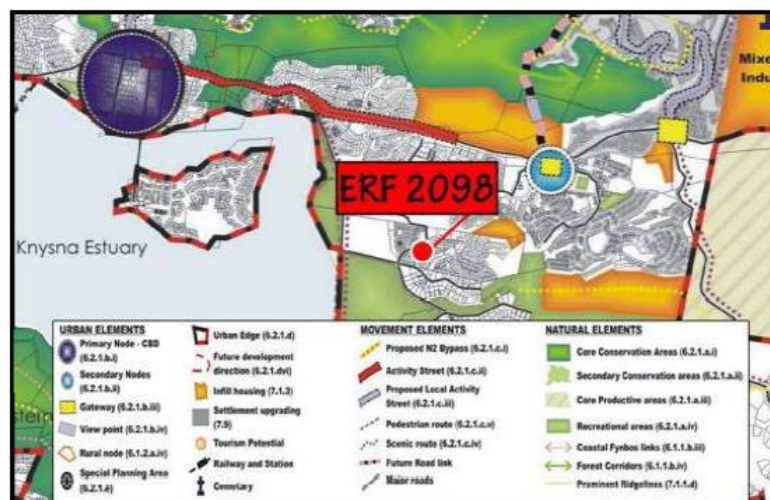 Mixe
Indu
ERF 2098
Knysna Estuary
URBAN ELEMENTS
Primary Node - CBD
(6.2.1.b.i)
Secondary Nodes
(6.2.1.b.ii)
Gateway (6.2.1.b.iii)
View point (6.2.1.b.iv)
Rural node (6.1.2.a.iv)
Special Planning Area
(6.2.1.e)
Urban Edge (6.2.1.d)
Future development
direction (6.2.1.dvi)
Infill housing (7.1.3)
Settlement upgrading
(7.9)
Tourism Potential
Railway and Station
Cemetary
MOVEMENT ELEMENTS
Proposed N2 Bypass (6.2.1.c.i)
Activity Street (6.2.1.c.ii)
Proposed Local Activity
Street (6.2.1.c.iii)
Pedestrian route (6.2.1.c.v)
Scenic route (6.2.1.c.iv)
Future Road link
Major roads
NATURAL ELEMENTS
Core Conservation Areas (6.2.1.a.i)
Secondary Conservation areas (6.2.1.a.ii)
Core Productive areas (6.2.1.a.iii)
Recreational areas (6.2.1.a.iv)
Coastal Fynbos links (6.1.1.b.iii)
Forest Corridors (6.1.1.b.iv)
Prominent Ridgelines (7.1.1.d)